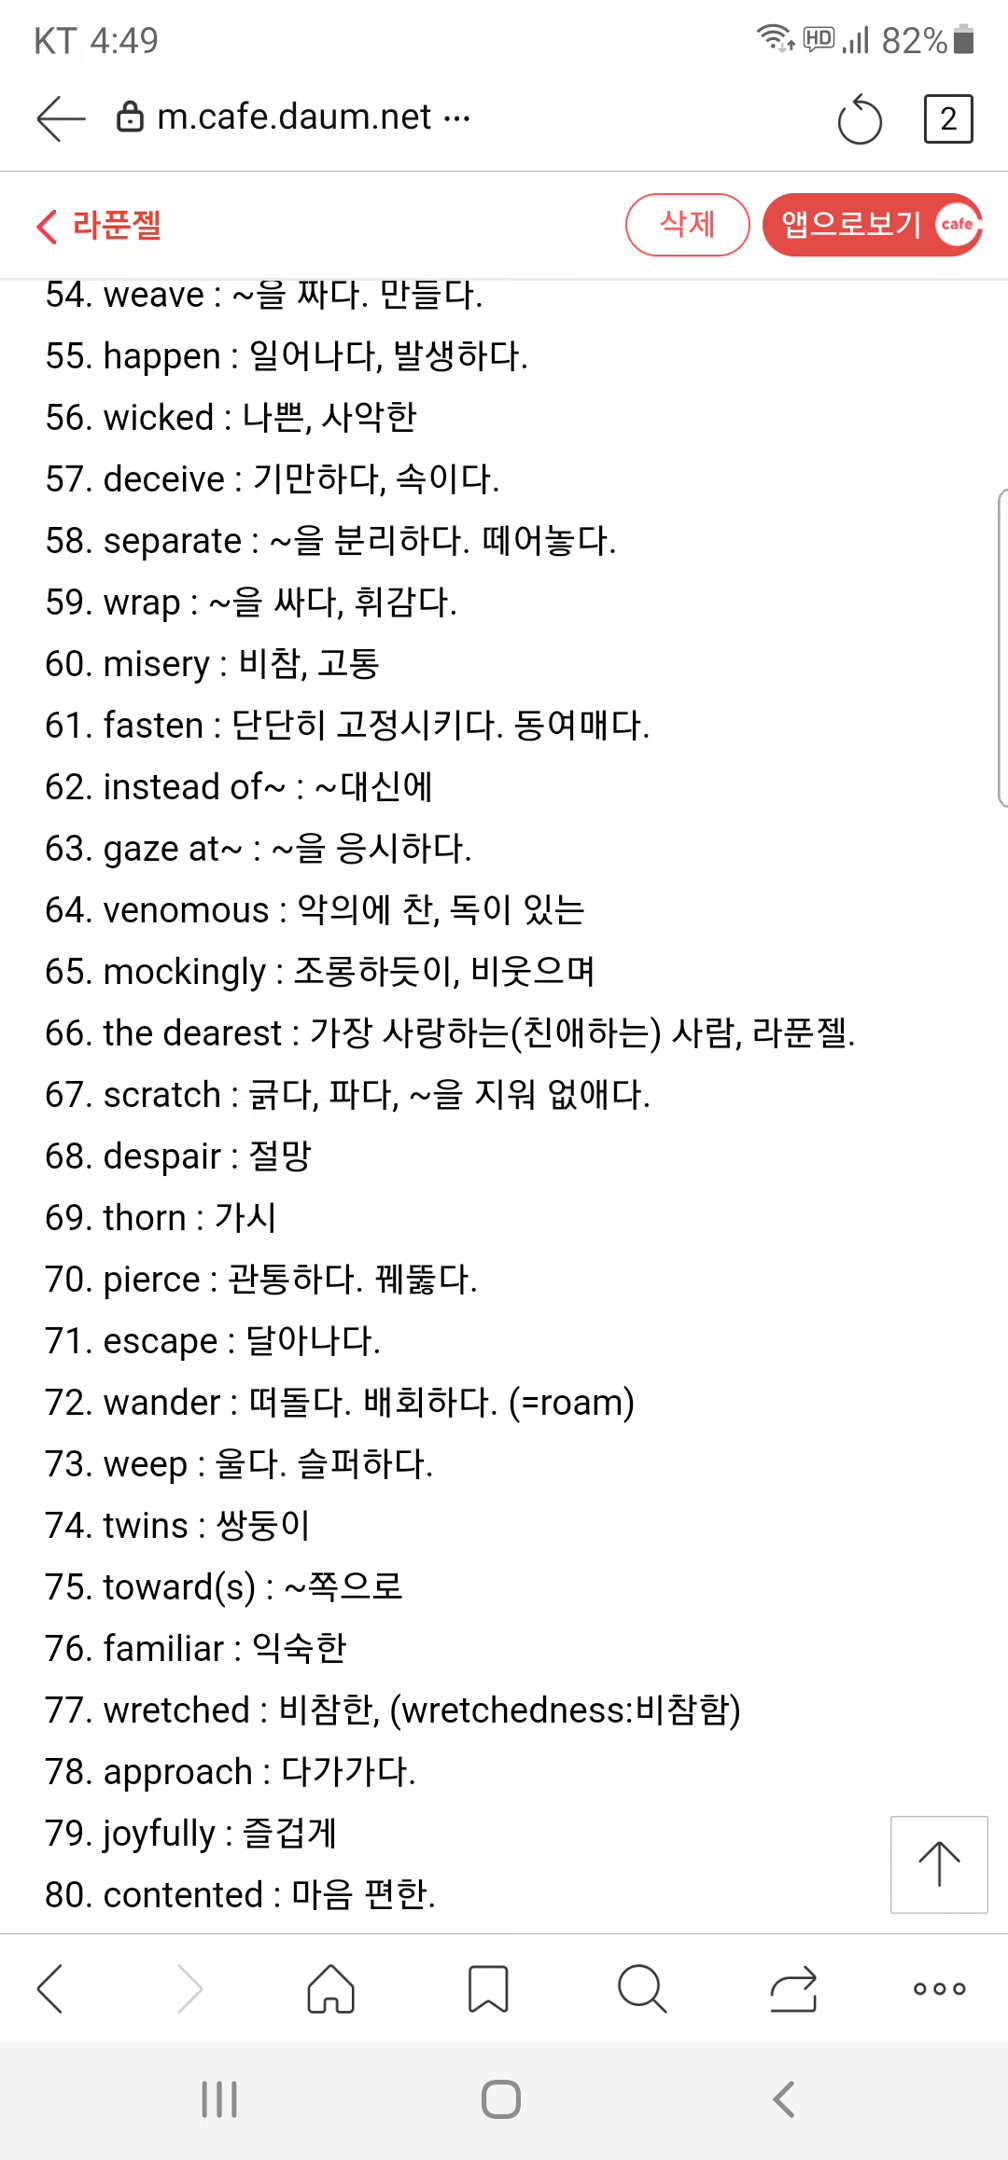 KT 4:49
HD 82%
m.cafe.daum.net ···
2
라푼젤
삭제
앱으로보기 cafe
54. weave : ~을 짜다. 만들다.
55. happen : 일어나다, 발생하다.
56. wicked : 나쁜, 사악한
57. deceive : 기만하다, 속이다.
58. separate : ~을 분리하다. 떼어놓다.
59. wrap : ~을 싸다, 휘감다.
60. misery : 비참, 고통
61. fasten : 단단히 고정시키다. 동여매다.
62. instead of~ : ~대신에
63. gaze at~ : ~을 응시하다.
64. venomous : 악의에 찬, 독이 있는
65. mockingly : 조롱하듯이, 비웃으며
66. the dearest : 가장 사랑하는(친애하는) 사람, 라푼젤.
67. scratch : 긁다, 파다, ~을 지워 없애다.
68. despair : 절망
69. thorn : 가시
70. pierce : 관통하다. 꿰뚫다.
71. escape : 달아나다.
72. wander : 떠돌다. 배회하다. (=roam)
73. weep : 울다. 슬퍼하다.
74. twins : 쌍둥이
75. toward(s) : ~쪽으로
76. familiar : 익숙한
77. wretched : 비참한, (wretchedness:비참함)
78. approach : 다가가다.
79. joyfully : 즐겁게
80. contented : 마음 편한.